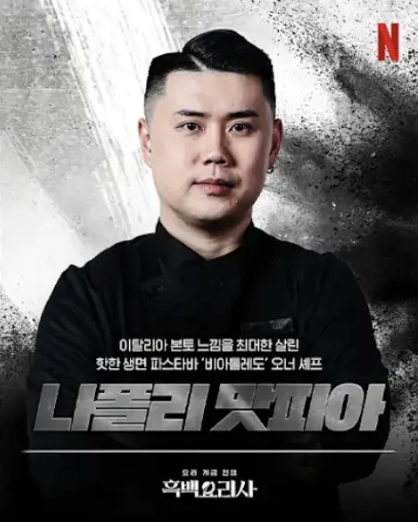 N
이탈리아 본토 느낌을 최대한 살린
핫한 생면 파스타바 '비아톨레도' 오너 셰프
나폴리 맛피아
요리 계급 전쟁
흑백요리사